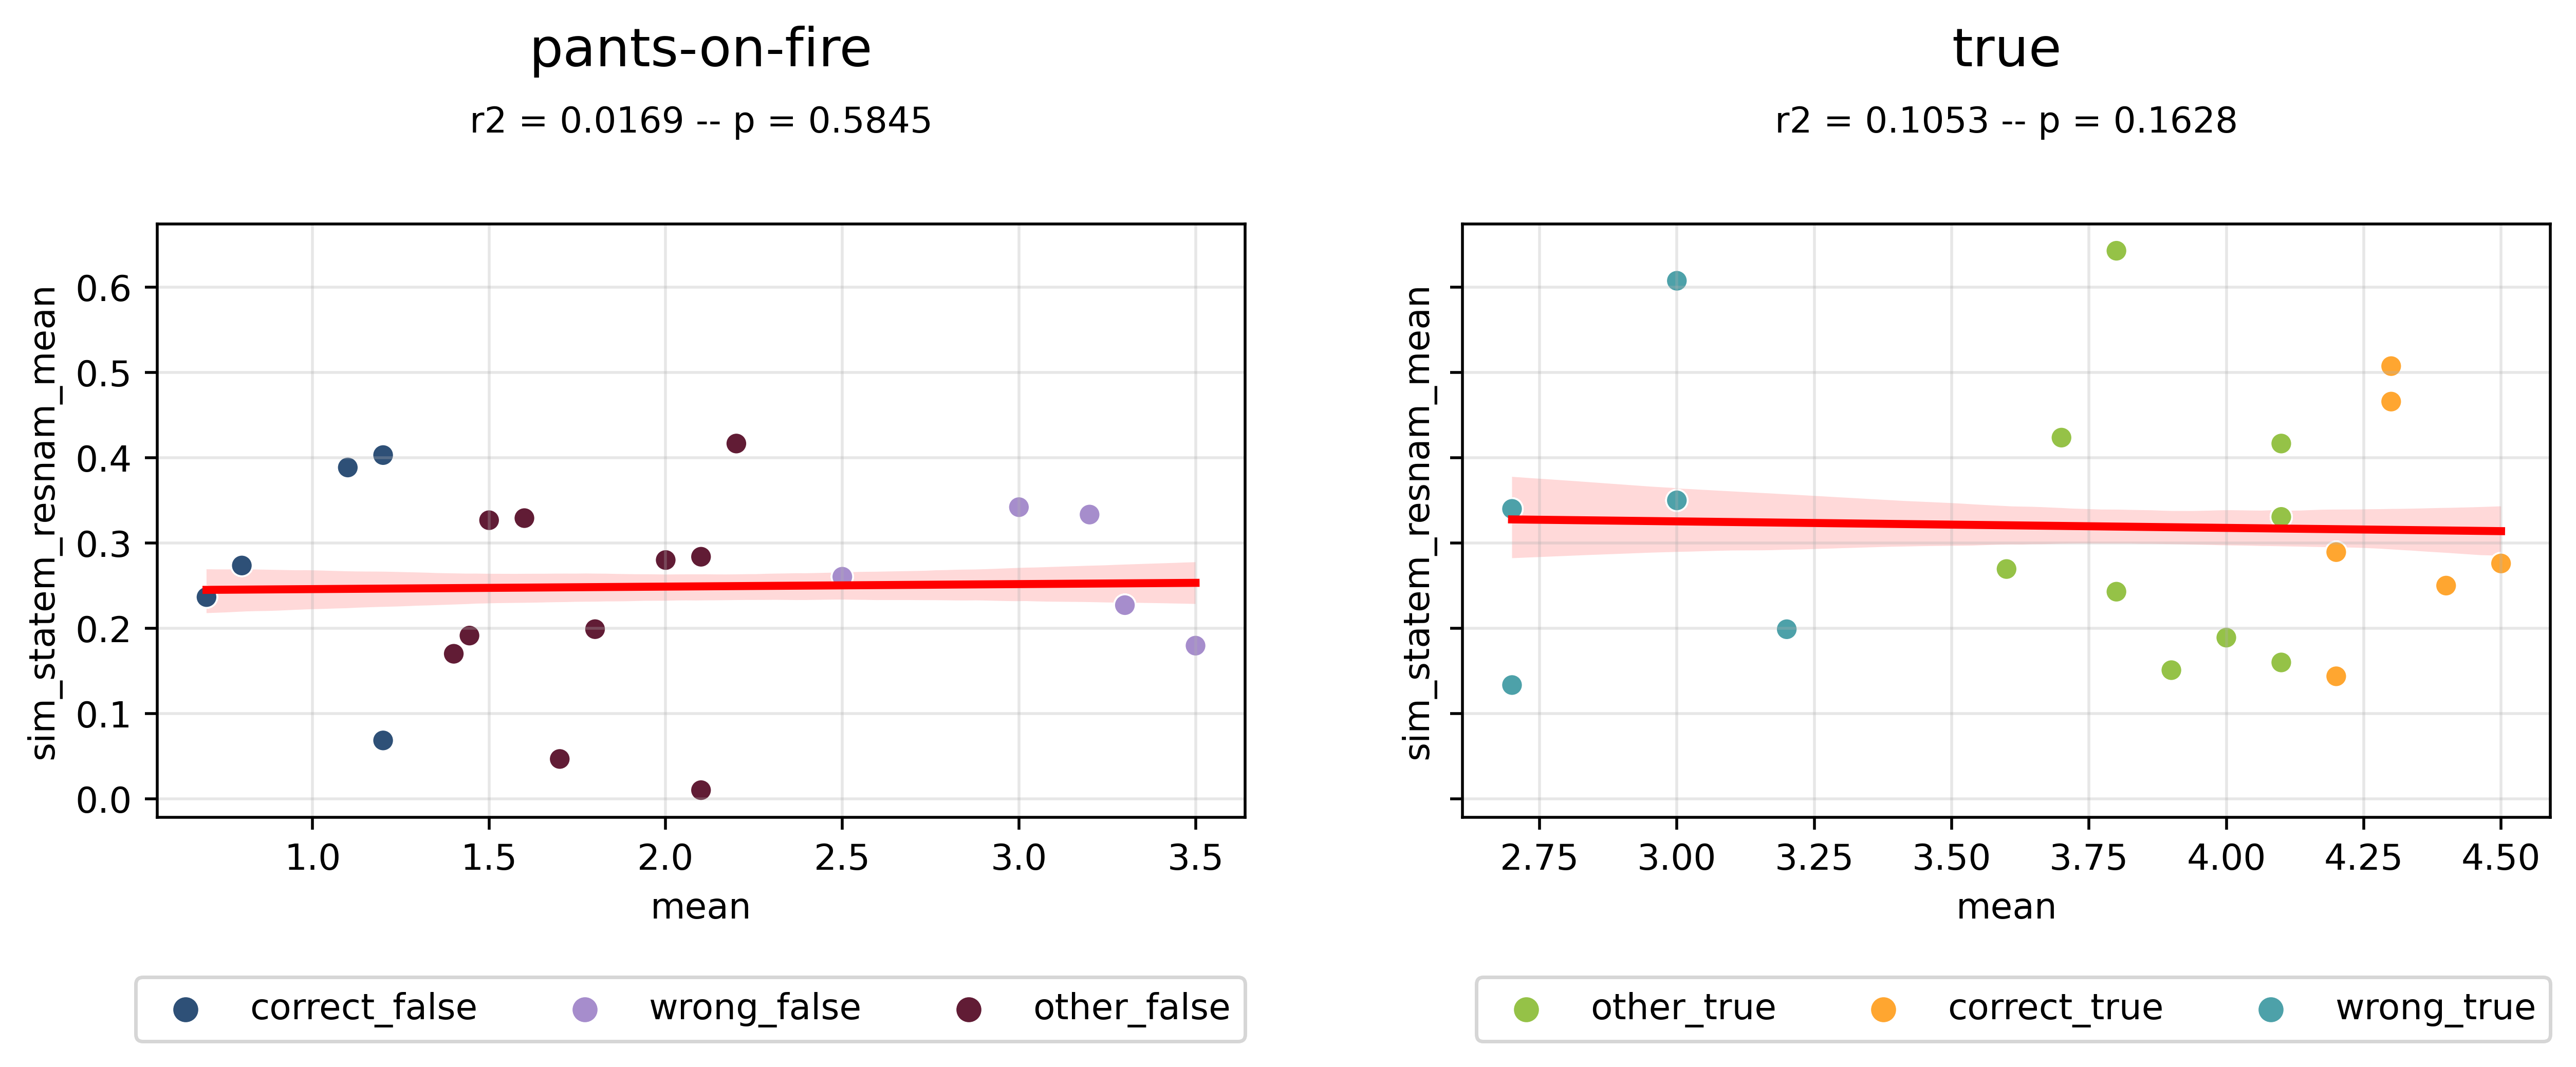 pants-on-fire
r2 = 0.0169 -- p = 0.5845
sim_statem_resnam_mean
0.6
0.5
0.4
0.3
0.2
0.1
0.0
1.0 1.5 2.0 2.5 3.0 3.5
mean
correct_false wrong_false other_false
true
r2 = 0.1053 -- p = 0.1628
sim_statem_resnam_mean
2.75 3.00 3.25 3.50 3.75 4.00 4.25 4.50
mean
other_true correct_true wrong_true